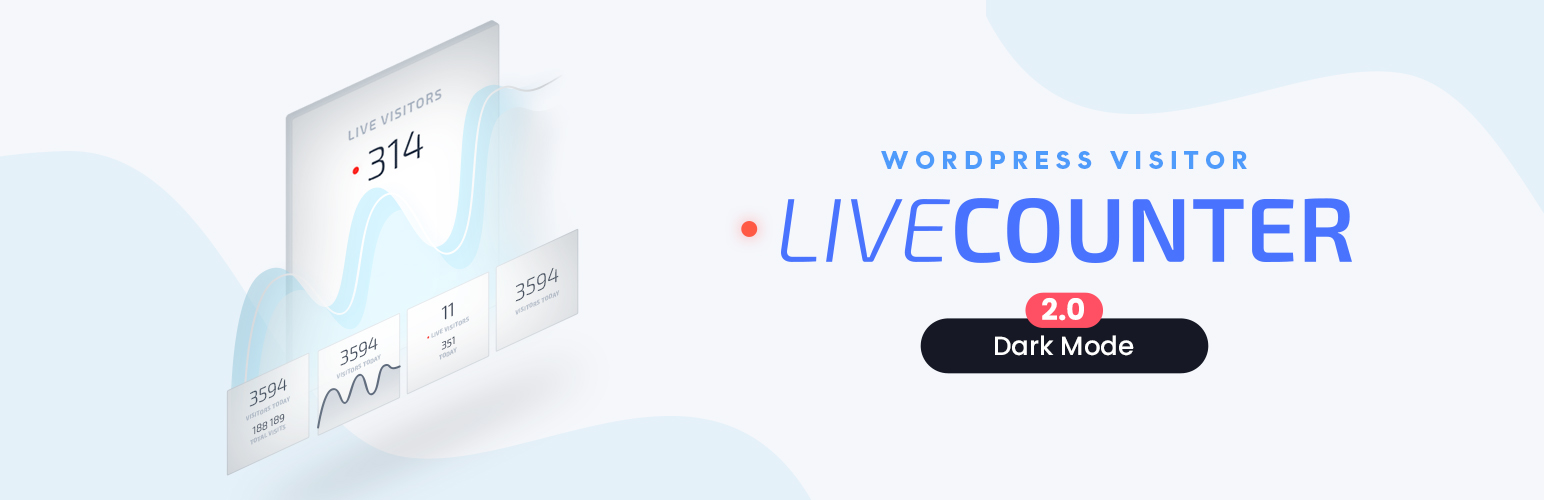 LIVE VISITORS
314
3594
VISITORS TODAY
188 189
TOTAL VISITS
3594
VISITORS TODAY
11
LIVE VISITORS
351
TODAY
3594
VISITORS TODAY
WORDPRESS VISITOR
LIVECOUNTER
2.0
Dark Mode